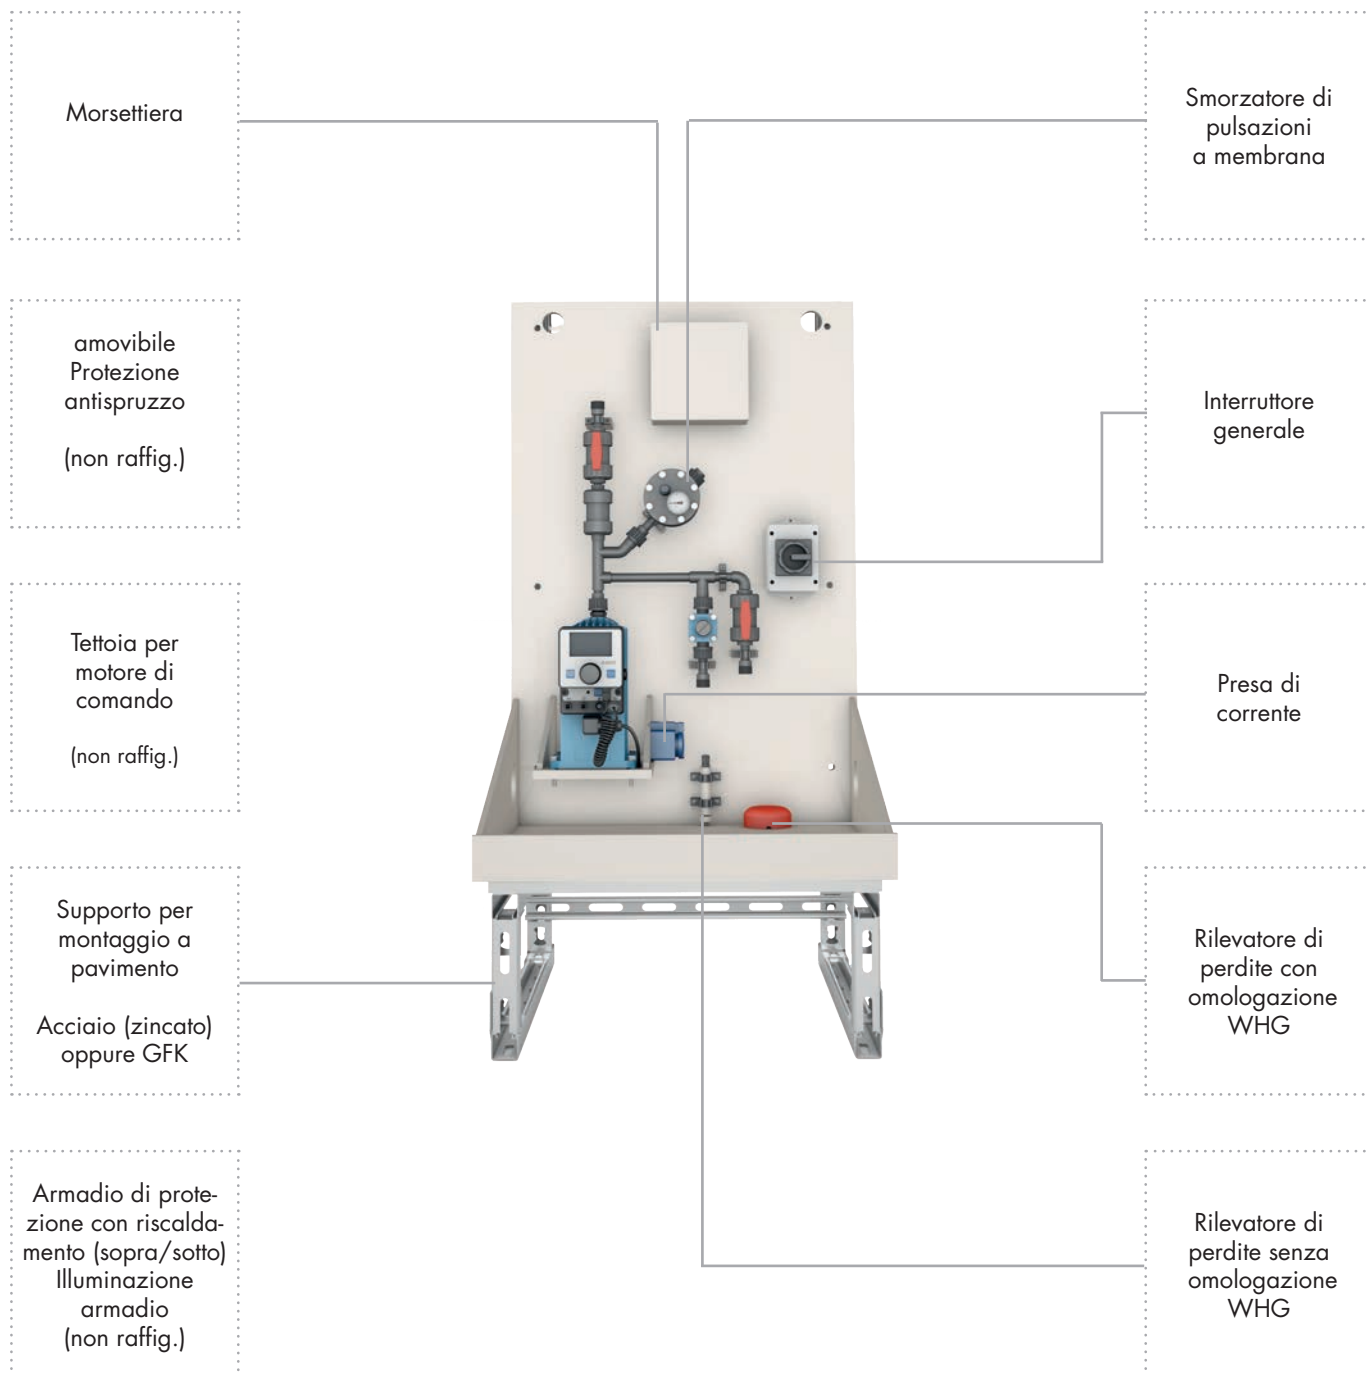 Morsettiera
amovibile
Protezione
antispruzzo
(non raffig.)
Tettoia per
motore di
comando
(non raffig.)
Supporto per
montaggio a
pavimento
Acciaio (zincato)
oppure GFK
Armadio di prote-
zione con riscalda-
mento (sopra/sotto)
Illuminazione
armadio
(non raffig.)
Smorzatore di
pulsazioni
a membrana
Interruttore
generale
Presa di
corrente
Rilevatore di
perdite con
omologazione
WHG
Rilevatore di
perdite senza
omologazione
WHG